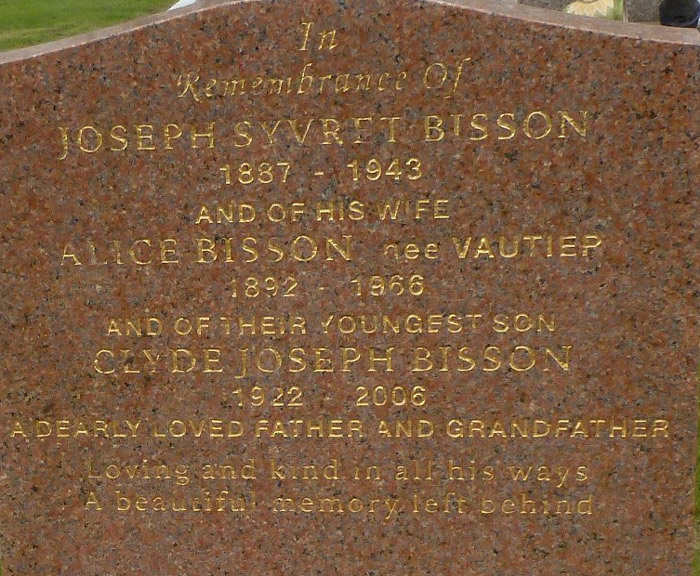 In
Remembrance Of
JOSEPH SYVRET BISSON
1887 - 1943
AND OF HIS WIFE
ALICE BISSON nee VAUTIER
1892 - 1966
AND OF THEIR YOUNGEST SON
CLYDE JOSEPH BISSON
1922 2006
A DEARLY LOVED FATHER AND GRANDFATHER
Loving and kind in all his ways
A beautiful memory left behind